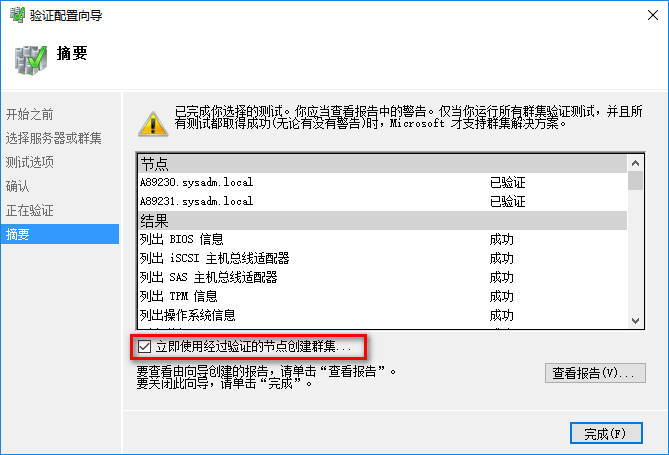 验证配置向导
摘要
开始之前
选择服务器或群集
测试选项
确认
正在验证
摘要
已完成你选择的测试。你应当查看报告中的警告。仅当你运行所有群集验证测试，并且所
有测试都取得成功(无论有没有警告)时，Microsoft 才支持群集解决方案。
节点
A89230.sysadm.local 已验证
A89231.sysadm.local 已验证
结果
列出 BIOS 信息 成功
列出 iSCSI 主机总线适配器 成功
列出 SAS 主机总线适配器 成功
列出 TPM 信息 成功
列出操作系统信息 成功
立即使用经过验证的节点创建群集...
要查看由向导创建的报告，请单击“查看报告”。
要关闭此向导，请单击“完成”。
查看报告(V)...
完成(F)